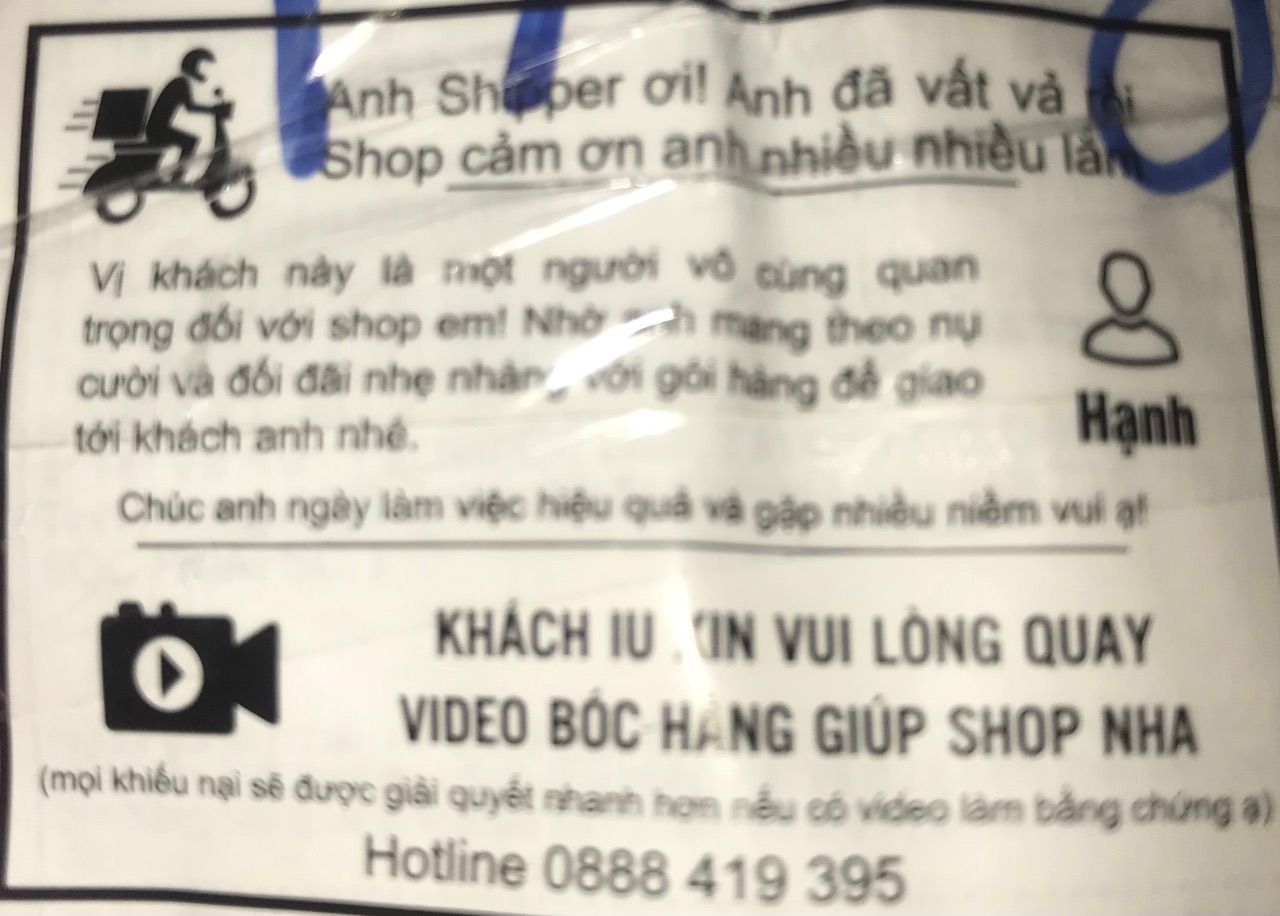 Anh Shipper ơi! Anh đã vất vả rồi
Shop cảm ơn anh nhiều nhiều lắm
Vị khách này là một người vô cùng quan
trọng đối với shop em! Nhờ anh mang theo nụ
cười và đối đãi nhẹ nhàng với gói hàng để giao
tới khách anh nhé.
Hạnh
Chúc anh ngày làm việc hiệu quả và gặp nhiều niềm vui ạ!
KHÁCH IU XIN VUI LÒNG QUAY
VIDEO BÓC HÀNG GIÚP SHOP NHA
(mọi khiếu nại sẽ được giải quyết nhanh hơn nếu có video làm bằng chứng ạ)
Hotline 0888 419 395